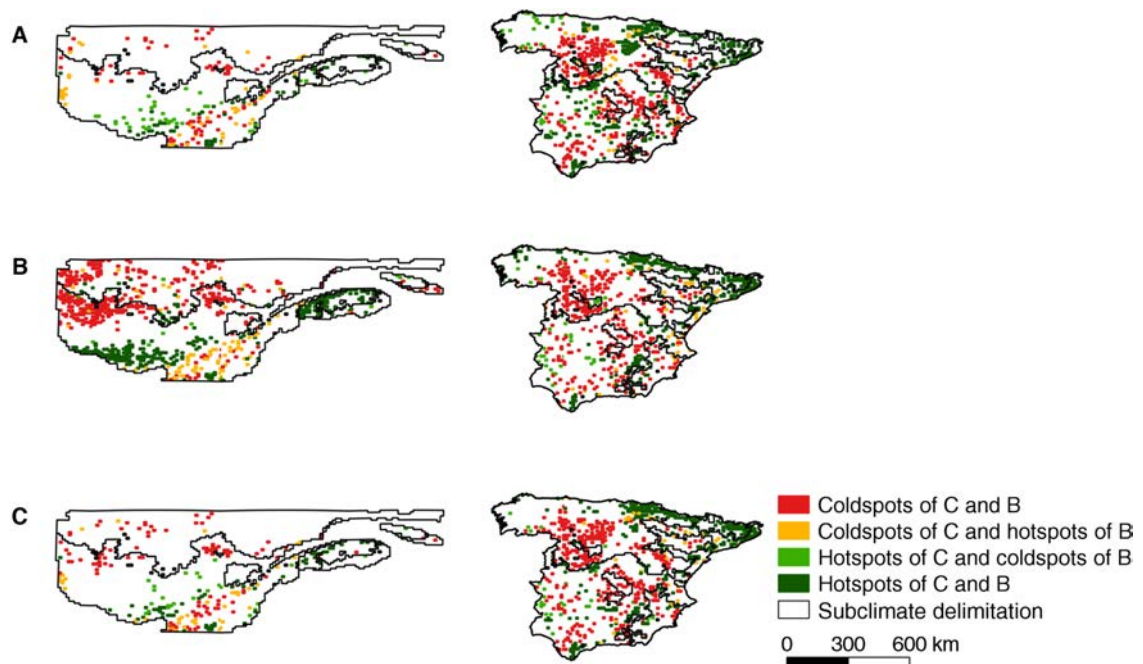 A
B
C
Coldspots of C and B
Coldspots of C and hotspots of B
Hotspots of C and coldspots of B
Hotspots of C and B
Subclimate delimitation
0 300 600 km